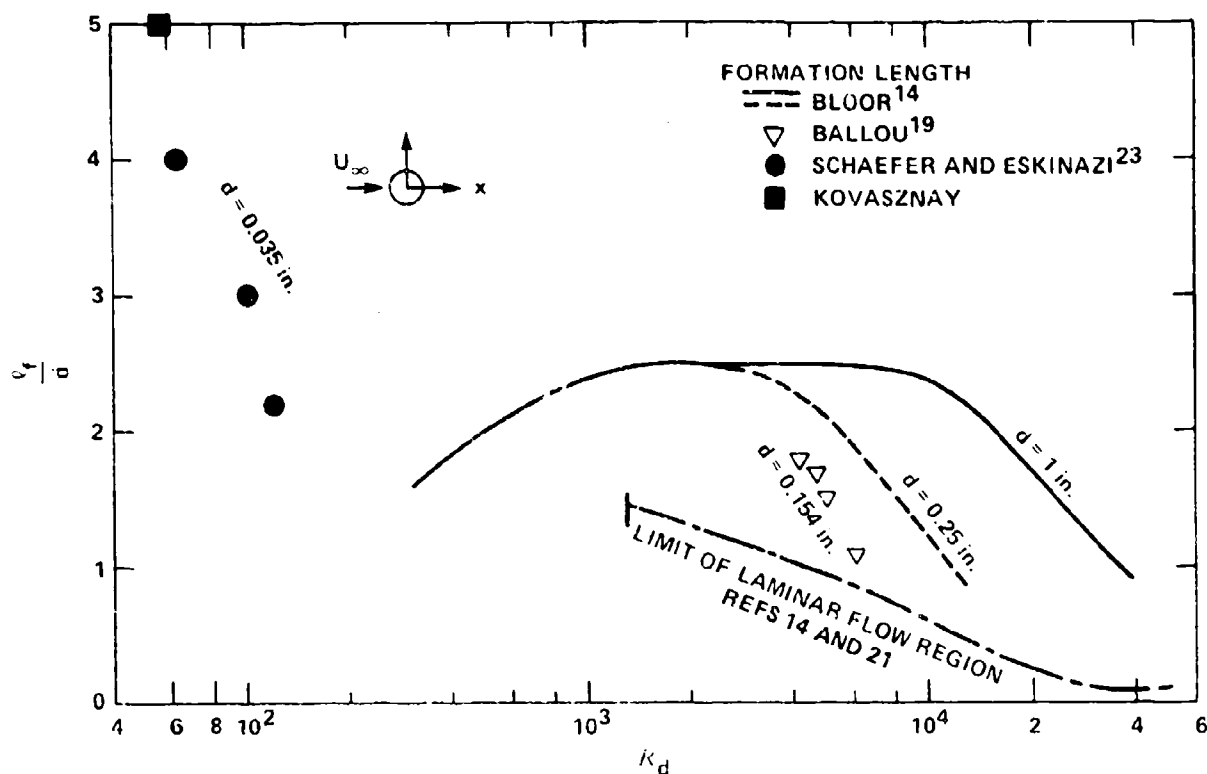 5
4
3
2
1
0
FORMATION LENGTH
BLOOR14
BALLOU19
SCHAEFER AND ESKINAZI23
KOVASZNAY
U∞
x
d = 0.035 in.
d = 1 in.
d = 0.25 in.
d = 0.154 in.
LIMIT OF LAMINAR FLOW REGION
REFS 14 AND 21
4 6 8 10² 10³ 10⁴ 2 4 6